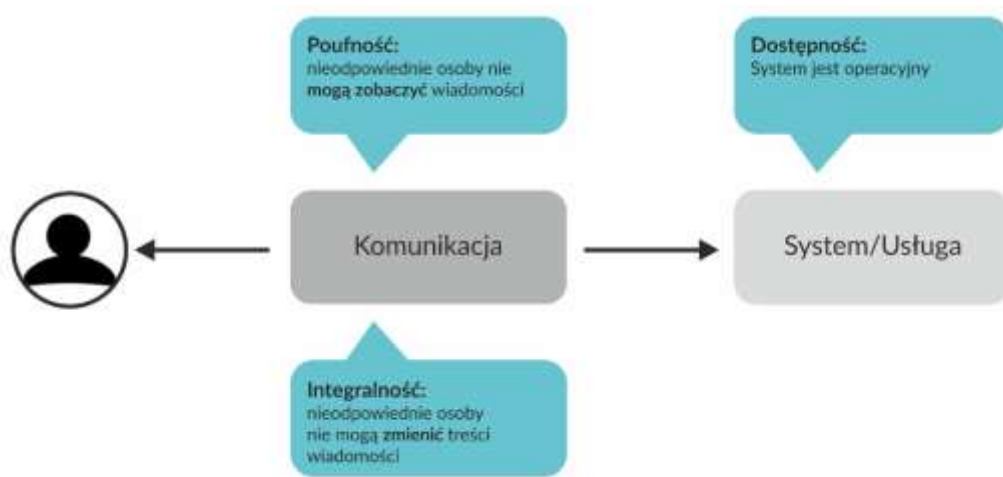 Poufność:
nieodpowiednie osoby nie
mogą zobaczyć wiadomości
Dostępność:
System jest operacyjny
Komunikacja
System/Usługa
Integralność:
nieodpowiednie osoby
nie mogą zmienić treści
wiadomości